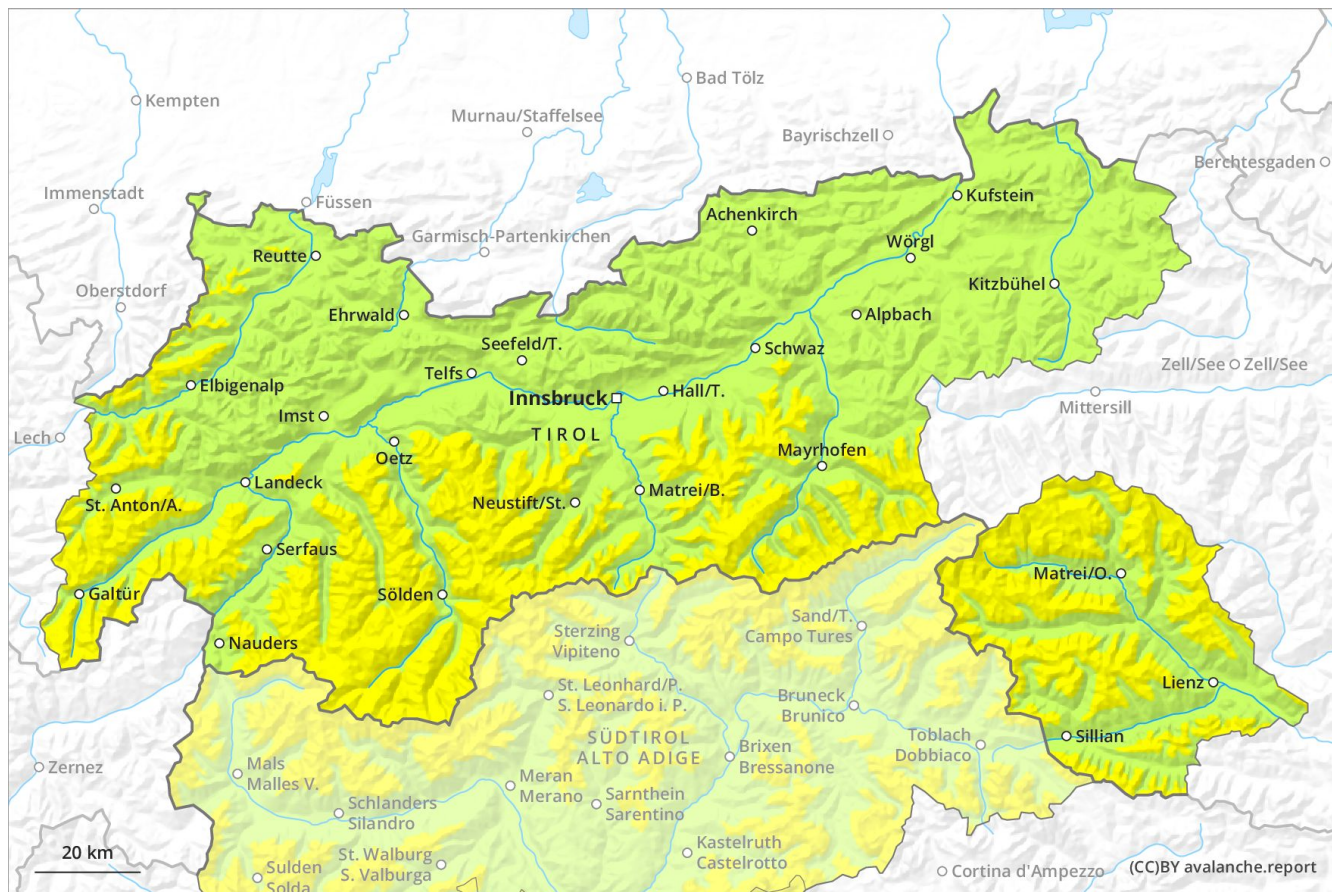 Kempten
Bad Tölz
Murnau/Staffelsee
Bayrischzell
Berchtesgaden
Immenstadt
Füssen
Kufstein
Achenkirch
Garmisch-Partenkirchen
Wörgl
Reutte
Oberstdorf
Kitzbühel
Ehrwald
Alpbach
Seefeld/T.
Schwaz
Zell/See
Zell/See
Telfs
Elbigenalp
Hall/T.
Innsbruck
Mittersill
Imst
Lech
TIROL
Oetz
Mayrhofen
Landeck
Matrei/B.
St. Anton/A.
Neustift/St.
Serfaus
Matrei/O.
Galtür
Sölden
Sand/T.
Campo Tures
Sterzing
Vipiteno
Nauders
Lienz
St. Leonhard/P.
S. Leonardo i. P.
Bruneck
Brunico
Sillian
SÜDTIROL
ALTO ADIGE
Toblach
Dobbiaco
Brixen
Bressanone
Zernez
Mals
Malles V.
Meran
Merano
Sarnthein
Sarentino
Schlanders
Silandro
Kastelruth
Castelrotto
20 km
St. Walburg
S. Valburga
Sulden
Solda
Cortina d'Ampezzo
(CC)BY avalanche.report